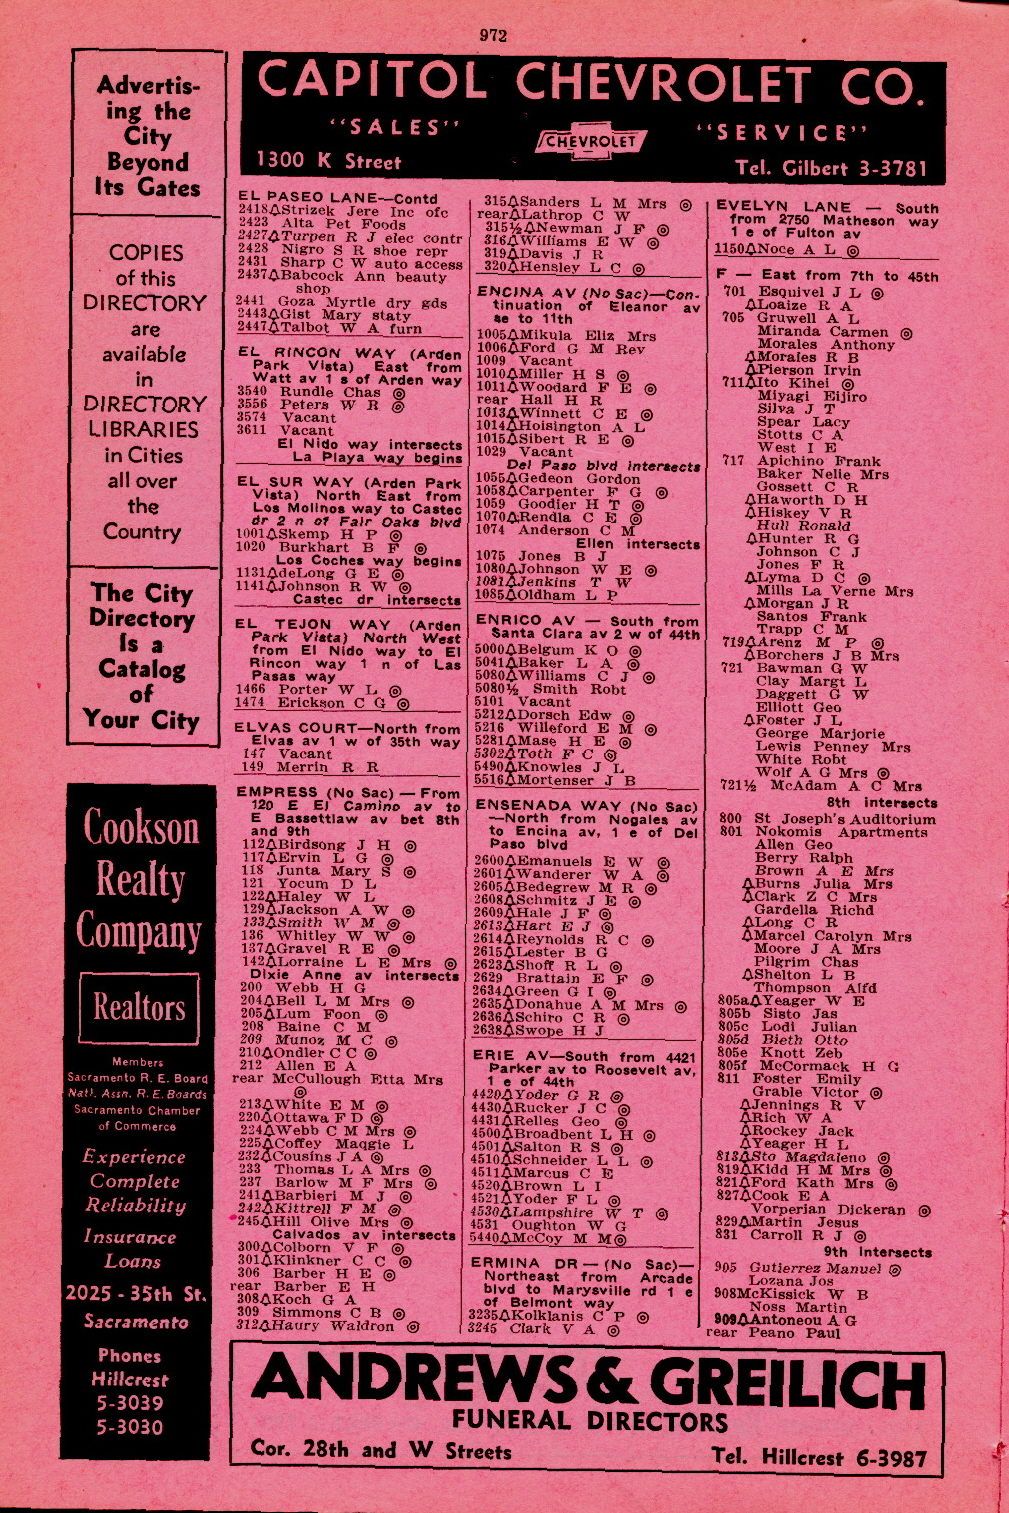 972
Advertis-
ing the
City
Beyond
Its Gates
COPIES
of this
DIRECTORY
are
available
in
DIRECTORY
LIBRARIES
in Cities
all over
the
Country
The City
Directory
Is a
Catalog
of
Your City
Cookson
Realty
Company
Realtors
Members
Sacramento R. E. Board
Natl. Assn. R. E. Boards
Sacramento Chamber
of Commerce
Experience
Complete
Reliability
Insurance
Loans
2025 - 35th St.
Sacramento
Phones
Hillcrest
5-3039
5-3030
CAPITOL CHEVROLET CO.
"SALES"
CHEVROLET
"SERVICE"
1300 K Street
Tel. Gilbert 3-3781
EL PASEO LANE—Contd
2418△Strizek Jere Inc ofc
2423 Alta Pet Foods
2427△Turpen R J elec contr
2428 Nigro S R shoe repr
2431 Sharp C W auto access
2437△Babcock Ann beauty
shop
2441 Goza Myrtle dry gds
2443△Gist Mary staty
2447△Talbot W A furn
EL RINCON WAY (Arden
Park Vista) East from
Watt av 1 s of Arden way
3540 Rundle Chas ◎
3556 Peters W R ◎
3574 Vacant
3611 Vacant
El Nido way intersects
La Playa way begins
EL SUR WAY (Arden Park
Vista) North East from
Los Molinos way to Castec
dr 2 n of Fair Oaks blvd
1001△Skemp H P ◎
1020 Burkhart B F ◎
Los Coches way begins
1131△deLong G E ◎
1141△Johnson R W ◎
Castec dr intersects
EL TEJON WAY (Arden
Park Vista) North West
from El Nido way to El
Rincon way 1 n of Las
Pasas way
1466 Porter W L ◎
1474 Erickson C G ◎
ELVAS COURT—North from
Elvas av 1 w of 35th way
147 Vacant
149 Merrin R R
EMPRESS (No Sac) — From
120 E El Camino av to
E Bassettlaw av bet 8th
and 9th
112△Birdsong J H ◎
117△Ervin L G ◎
118 Junta Mary S ◎
121 Yocum D L
122△Haley W L
129△Jackson A W ◎
133△Smith W M ◎
136 Whitley W W ◎
137△Gravel R E ◎
142△Lorraine L E Mrs ◎
Dixie Anne av intersects
200 Webb H G
204△Bell L M Mrs ◎
205△Lum Foon ◎
208 Baine C M
209 Munoz M C ◎
210△Ondler C C ◎
212 Allen E A
rear McCullough Etta Mrs
◎
213△White E M ◎
220△Ottawa F D ◎
224△Webb C M Mrs ◎
225△Coffey Maggie L
232△Cousins J A ◎
233 Thomas L A Mrs ◎
237 Barlow M F Mrs ◎
241△Barbieri M J ◎
242△Kittrell F M ◎
245△Hill Olive Mrs ◎
Calvados av intersects
300△Colborn V F ◎
301△Klinkner C C ◎
306 Barber H E ◎
rear Barber E H
308△Koch G A
309 Simmons C B ◎
312△Haury Waldron ◎
315△Sanders L M Mrs ◎
rear△Lathrop C W
315½△Newman J F ◎
316△Williams E W ◎
319△Davis J R
320△Hensley L C ◎
ENCINA AV (No Sac)—Con-
tinuation of Eleanor av
se to 11th
1005△Mikula Eliz Mrs
1006△Ford G M Rev
1009 Vacant
1010△Miller H S ◎
1011△Woodard F E ◎
rear Hall H R
1013△Winnett C E ◎
1014△Hoisington A L
1015△Sibert R E ◎
1029 Vacant
Del Paso blvd intersects
1055△Gedeon Gordon
1058△Carpenter F G ◎
1059 Goodier H T ◎
1070△Rendla C E ◎
1074 Anderson C M
Ellen intersects
1075 Jones B J
1080△Johnson W E ◎
1081△Jenkins T W
1085△Oldham L P
ENRICO AV — South from
Santa Clara av 2 w of 44th
5000△Belgum K O ◎
5041△Baker L A ◎
5080△Williams C J ◎
5080½ Smith Robt
5101 Vacant
5212△Dorsch Edw ◎
5216 Willeford E M ◎
5281△Mase H E ◎
5302△Toth F C ◎
5490△Knowles J L
5516△Mortenser J B
ENSENADA WAY (No Sac)
—North from Nogales av
to Encina av, 1 e of Del
Paso blvd
2600△Emanuels E W ◎
2601△Wanderer W A ◎
2605△Bedegrew M R ◎
2608△Schmitz J E ◎
2609△Hale J F ◎
2613△Hart E J ◎
2614△Reynolds R C ◎
2615△Lester B G
2623△Shoff R L ◎
2629 Brattain E F ◎
2634△Green G I ◎
2635△Donahue A M Mrs ◎
2636△Schiro C R ◎
2638△Swope H J
ERIE AV—South from 4421
Parker av to Roosevelt av,
1 e of 44th
4420△Yoder G R ◎
4430△Rucker J C ◎
4431△Relles Geo ◎
4500△Broadbent L H ◎
4501△Salton R S ◎
4510△Schneider L L ◎
4511△Marcus C E
4520△Brown L I
4521△Yoder F L ◎
4530△Lampshire W T ◎
4531 Oughton W G
5440△McCoy M M◎
ERMINA DR — (No Sac)—
Northeast from Arcade
blvd to Marysville rd 1 e
of Belmont way
3235△Kolklanis C P ◎
3245 Clark V A ◎
EVELYN LANE — South
from 2750 Matheson way
1 e of Fulton av
1150△Noce A L ◎
F — East from 7th to 45th
701 Esquivel J L ◎
△Loaize R A
705 Gruwell A L
Miranda Carmen ◎
Morales Anthony
△Morales R B
△Pierson Irvin
711△Ito Kihei ◎
Miyagi Eijiro
Silva J T
Spear Lacy
Stotts C A
West I E
717 Apichino Frank
Baker Nelie Mrs
Gossett C R
△Haworth D H
△Hiskey V R
Hull Ronald
△Hunter R G
Johnson C J
Jones F R
△Lyma D C ◎
Mills La Verne Mrs
△Morgan J R
Santos Frank
Trapp C M
719△Arenz M P ◎
△Borchers J B Mrs
721 Bawman G W
Clay Margt L
Daggett G W
Elliott Geo
△Foster J L
George Marjorie
Lewis Penney Mrs
White Robt
Wolf A G Mrs ◎
721½ McAdam A C Mrs
8th intersects
800 St Joseph's Auditorium
801 Nokomis Apartments
Allen Geo
Berry Ralph
Brown A E Mrs
△Burns Julia Mrs
△Clark Z C Mrs
Gardella Richd
△Long C R
△Marcel Carolyn Mrs
Moore J A Mrs
Pilgrim Chas
△Shelton L B
Thompson Alfd
805a△Yeager W E
805b Sisto Jas
805c Lodi Julian
805d Bieth Otto
805e Knott Zeb
805f McCormack H G
811 Foster Emily
Grable Victor ◎
△Jennings R V
△Rich W A
△Rockey Jack
△Yeager H L
813△Sto Magdaleno ◎
819△Kidd H M Mrs ◎
821△Ford Kath Mrs ◎
827△Cook E A
Vorperian Dickeran ◎
829△Martin Jesus
831 Carroll R J ◎
9th Intersects
905 Gutierrez Manuel ◎
Lozana Jos
908McKissick W B
Noss Martin
909△Antoneou A G
rear Peano Paul
ANDREWS & GREILICH
FUNERAL DIRECTORS
Cor. 28th and W Streets
Tel. Hillcrest 6-3987